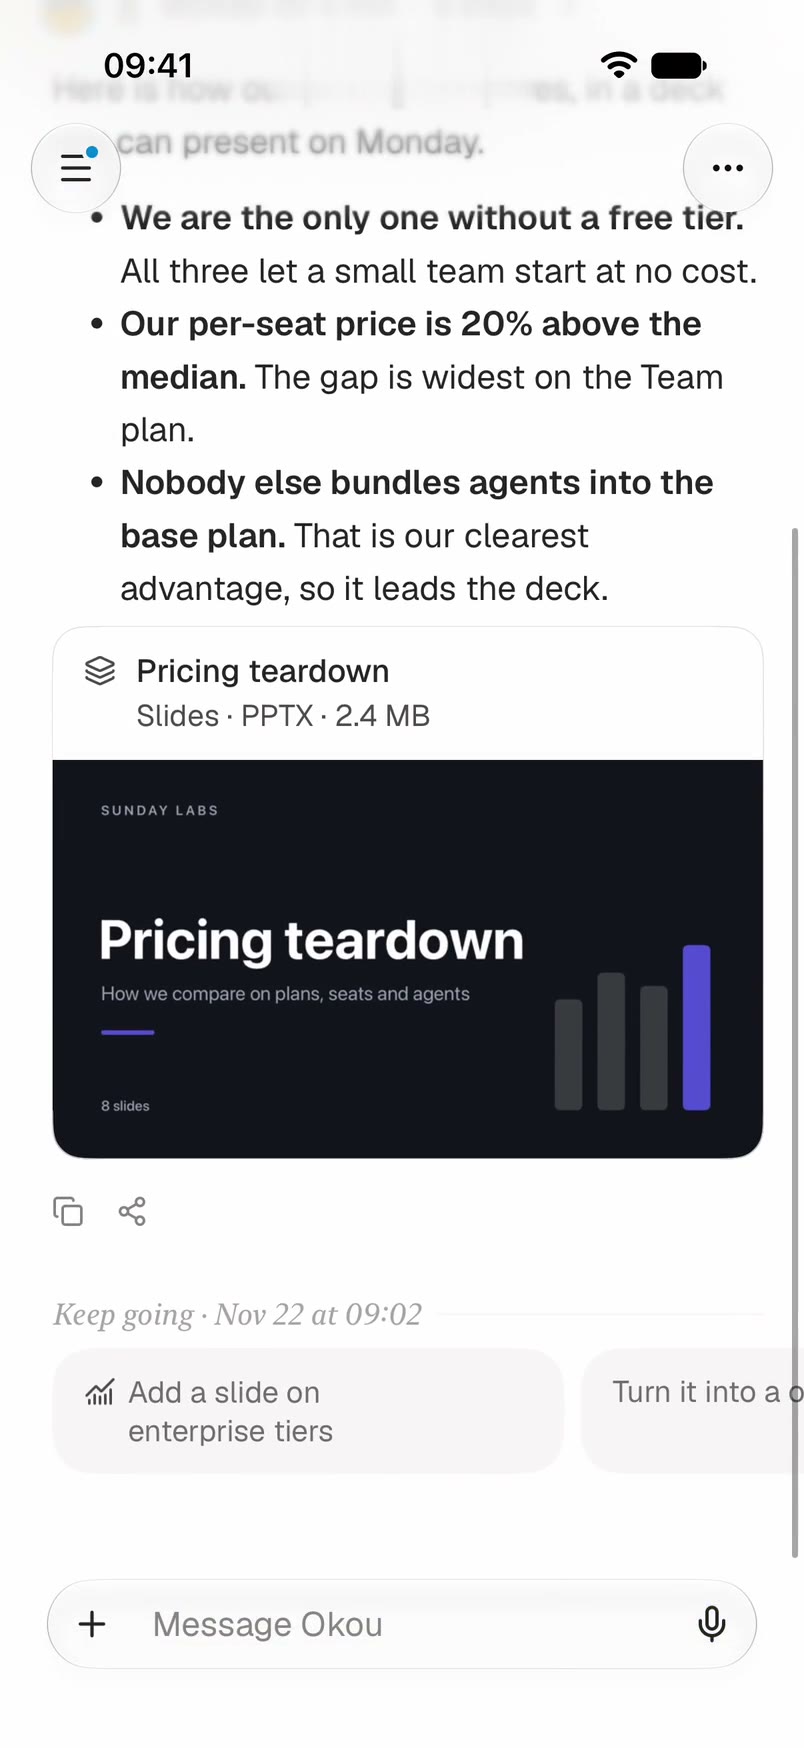 09:41
Here is how
in a deck
can present on Monday.
• We are the only one without a free tier.
All three let a small team start at no cost.
• Our per-seat price is 20% above the
median. The gap is widest on the Team
plan.
• Nobody else bundles agents into the
base plan. That is our clearest
advantage, so it leads the deck.
Pricing teardown
Slides · PPTX · 2.4 MB
SUNDAY LABS
Pricing teardown
How we compare on plans, seats and agents
8 slides
Keep going · Nov 22 at 09:02
Add a slide on
enterprise tiers
Turn it into a
Message Okou